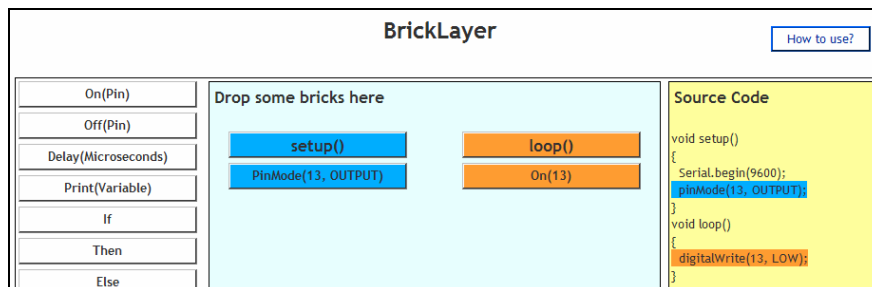 BrickLayer
How to use?
On(Pin)
Off(Pin)
Delay(Microseconds)
Print(Variable)
If
Then
Else
Drop some bricks here
setup()
PinMode(13, OUTPUT)
loop()
On(13)
Source Code
void setup()
{
Serial.begin(9600);
pinMode(13, OUTPUT);
}
void loop()
{
digitalWrite(13, LOW);
}